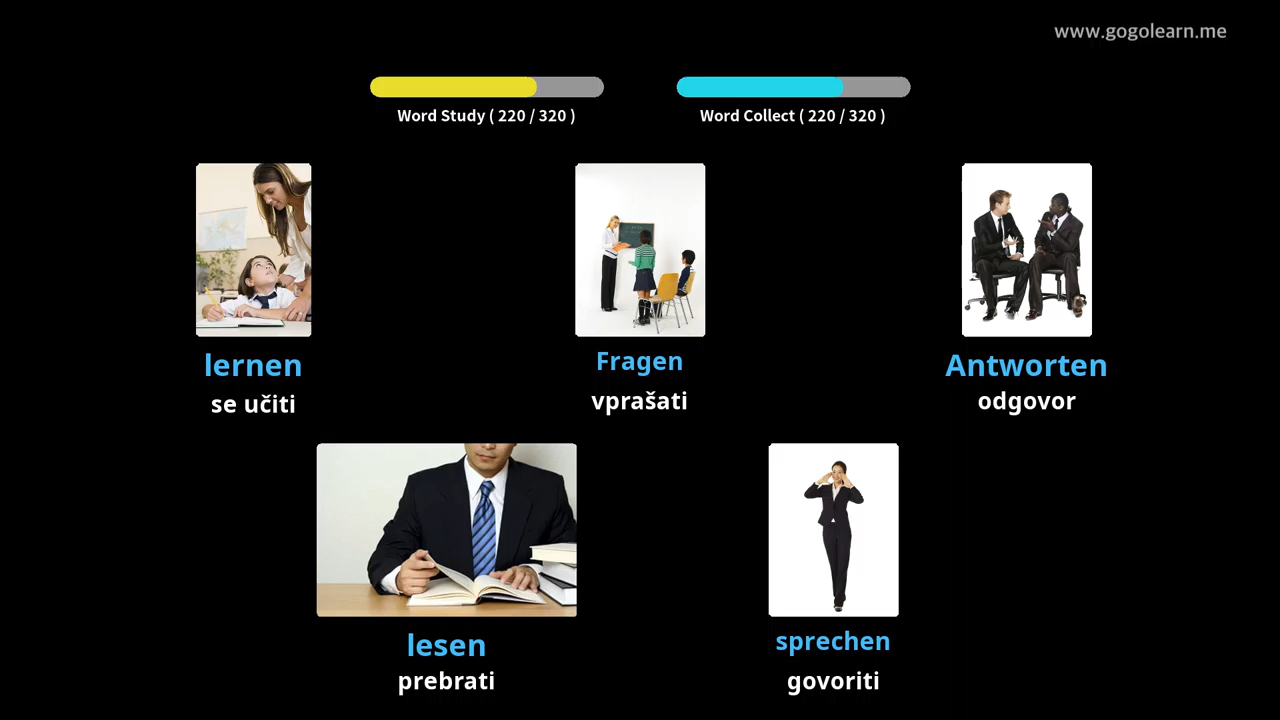 www.gogolearn.me
Word Study ( 220 / 320 )
Word Collect ( 220 / 320 )
lernen
se učiti
Fragen
vprašati
Antworten
odgovor
lesen
prebrati
sprechen
govoriti